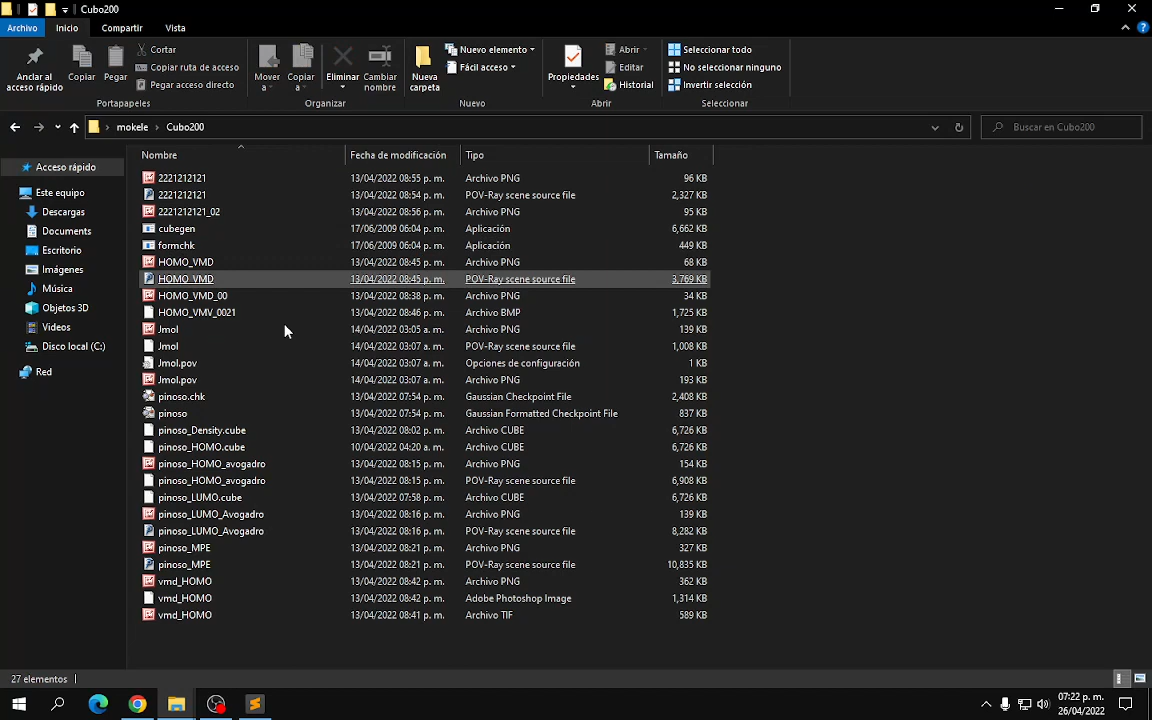 Cubo200
Archivo Inicio Compartir Vista
Anclar al acceso rápido
Copiar
Pegar
Cortar
Copiar ruta de acceso
Pegar acceso directo
Portapapeles
Mover a
Copiar a
Eliminar
Cambiar nombre
Organizar
Nueva carpeta
Nuevo elemento
Fácil acceso
Nuevo
Propiedades
Abrir
Editar
Historial
Abrir
Seleccionar todo
No seleccionar ninguno
Invertir selección
Seleccionar
mokele › Cubo200
Buscar en Cubo200
Acceso rápido
Este equipo
Descargas
Documents
Escritorio
Imágenes
Música
Objetos 3D
Videos
Disco local (C:)
Red
Nombre Fecha de modificación Tipo Tamaño
2221212121 13/04/2022 08:55 p. m. Archivo PNG 96 KB
2221212121 13/04/2022 08:54 p. m. POV-Ray scene source file 2,327 KB
2221212121_02 13/04/2022 08:56 p. m. Archivo PNG 95 KB
cubegen 17/06/2009 06:04 p. m. Aplicación 6,662 KB
formchk 17/06/2009 06:04 p. m. Aplicación 449 KB
HOMO_VMD 13/04/2022 08:45 p. m. Archivo PNG 68 KB
HOMO_VMD 13/04/2022 08:45 p. m. POV-Ray scene source file 3,769 KB
HOMO_VMD_00 13/04/2022 08:38 p. m. Archivo PNG 34 KB
HOMO_VMV_0021 13/04/2022 08:46 p. m. Archivo BMP 1,725 KB
Jmol 14/04/2022 03:05 a. m. Archivo PNG 139 KB
Jmol 14/04/2022 03:07 a. m. POV-Ray scene source file 1,008 KB
Jmol.pov 14/04/2022 03:07 a. m. Opciones de configuración 1 KB
Jmol.pov 14/04/2022 03:07 a. m. Archivo PNG 193 KB
pinoso.chk 13/04/2022 07:54 p. m. Gaussian Checkpoint File 2,408 KB
pinoso 13/04/2022 07:54 p. m. Gaussian Formatted Checkpoint File 837 KB
pinoso_Density.cube 13/04/2022 08:02 p. m. Archivo CUBE 6,726 KB
pinoso_HOMO.cube 10/04/2022 04:20 a. m. Archivo CUBE 6,726 KB
pinoso_HOMO_avogadro 13/04/2022 08:15 p. m. Archivo PNG 154 KB
pinoso_HOMO_avogadro 13/04/2022 08:15 p. m. POV-Ray scene source file 6,908 KB
pinoso_LUMO.cube 13/04/2022 07:58 p. m. Archivo CUBE 6,726 KB
pinoso_LUMO_Avogadro 13/04/2022 08:16 p. m. Archivo PNG 139 KB
pinoso_LUMO_Avogadro 13/04/2022 08:16 p. m. POV-Ray scene source file 8,282 KB
pinoso_MPE 13/04/2022 08:21 p. m. Archivo PNG 327 KB
pinoso_MPE 13/04/2022 08:21 p. m. POV-Ray scene source file 10,835 KB
vmd_HOMO 13/04/2022 08:42 p. m. Archivo PNG 362 KB
vmd_HOMO 13/04/2022 08:42 p. m. Adobe Photoshop Image 1,314 KB
vmd_HOMO 13/04/2022 08:41 p. m. Archivo TIF 589 KB
27 elementos
07:22 p. m.
26/04/2022